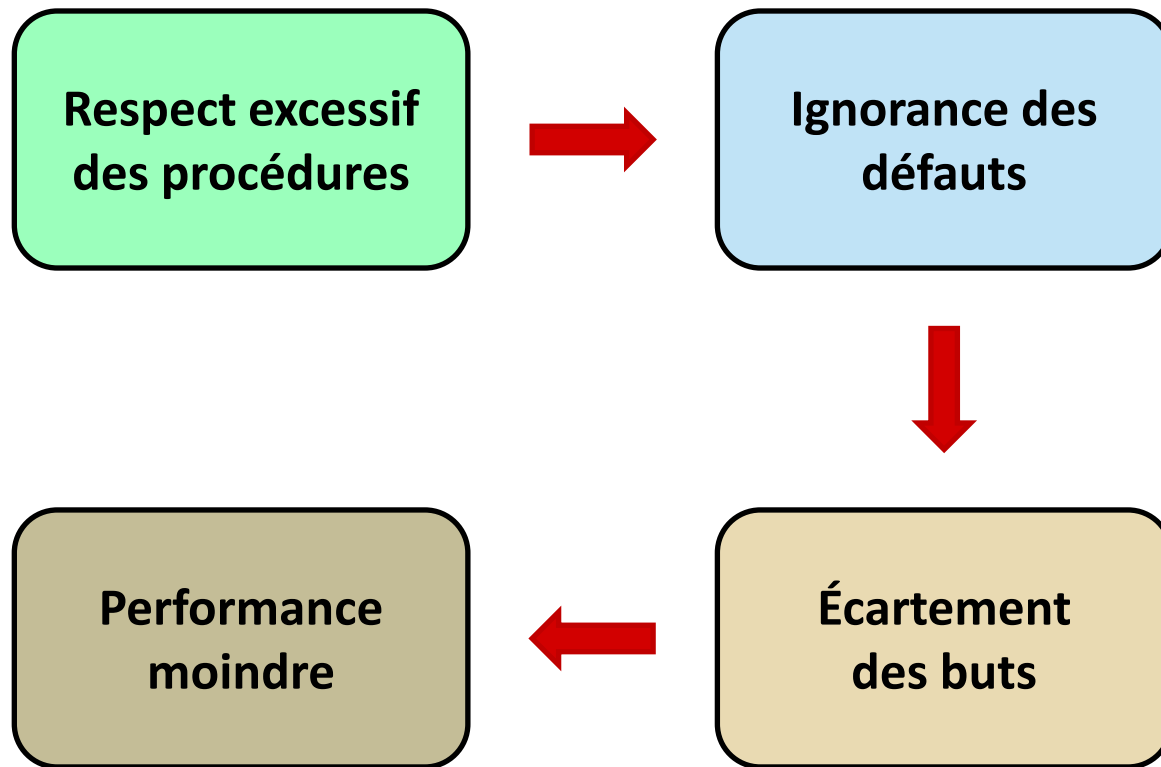 Respect excessif
des procédures
Ignorance des
défauts
Performance
moindre
Écartement
des buts